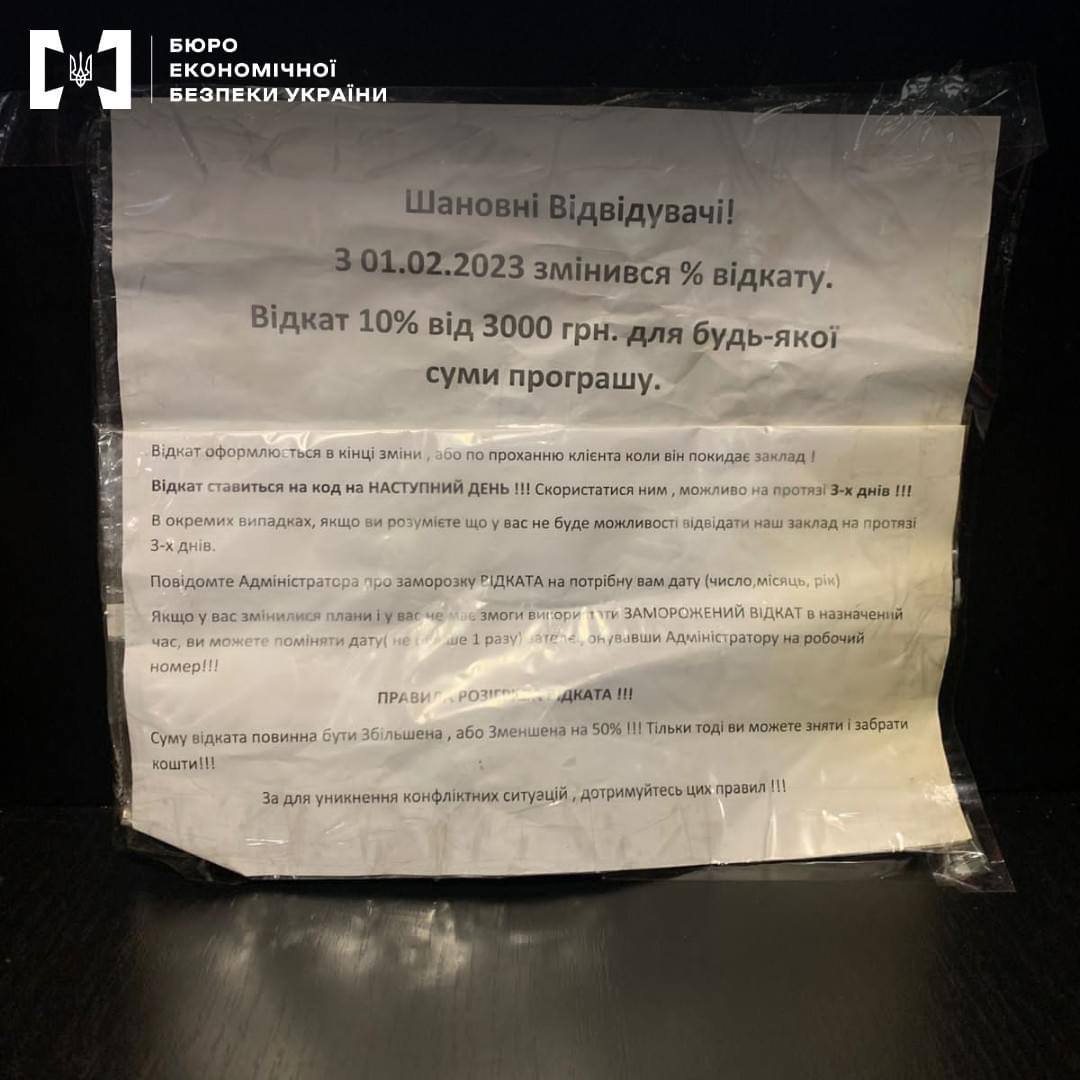 БЮРО
ЕКОНОМІЧНОЇ
БЕЗПЕКИ УКРАЇНИ
Шановні Відвідувачі!
З 01.02.2023 змінився % відкату.
Відкат 10% від 3000 грн. для будь-якої
суми програшу.
Відкат оформлюється в кінці зміни , або по проханню клієнта коли він покидає заклад !
Відкат ставиться на код на НАСТУПНИЙ ДЕНЬ !!! Скористатися ним , можливо на протязі 3-х днів !!!
В окремих випадках, якщо ви розумієте що у вас не буде можливості відвідати наш заклад на протязі
3-х днів.
Повідомте Адміністратора про заморозку ВІДКАТА на потрібну вам дату (число,місяць, рік)
Якщо у вас змінилися плани і у вас не має змоги використати ЗАМОРОЖЕНИЙ ВІДКАТ в назначений
час, ви можете поміняти дату( не 1 разу) Адміністратору на робочий
номер!!!
ПРАВИЛА ВІДКАТА !!!
Суму відката повинна бути Збільшена , або Зменшена на 50% !!! Тільки тоді ви можете зняти і забрати
кошти!!!
За для уникнення конфліктних ситуацій , дотримуйтесь цих правил !!!